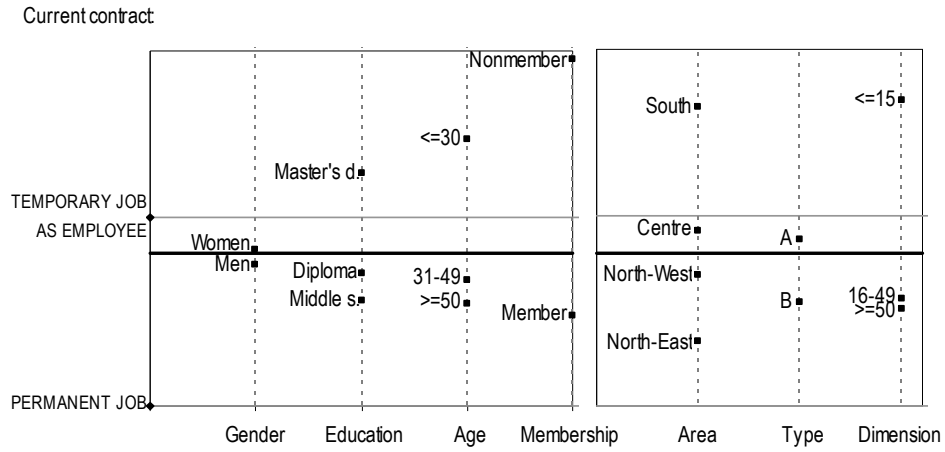 Current contract:
Nonmember
<=15
South
<=30
Master's d.
TEMPORARY JOB
AS EMPLOYEE
Centre
A
Women
Men
Diploma
31-49
North-West
Middle s.
>=50
Member
B
16-49
>=50
North-East
PERMANENT JOB
Gender Education Age Membership Area Type Dimension